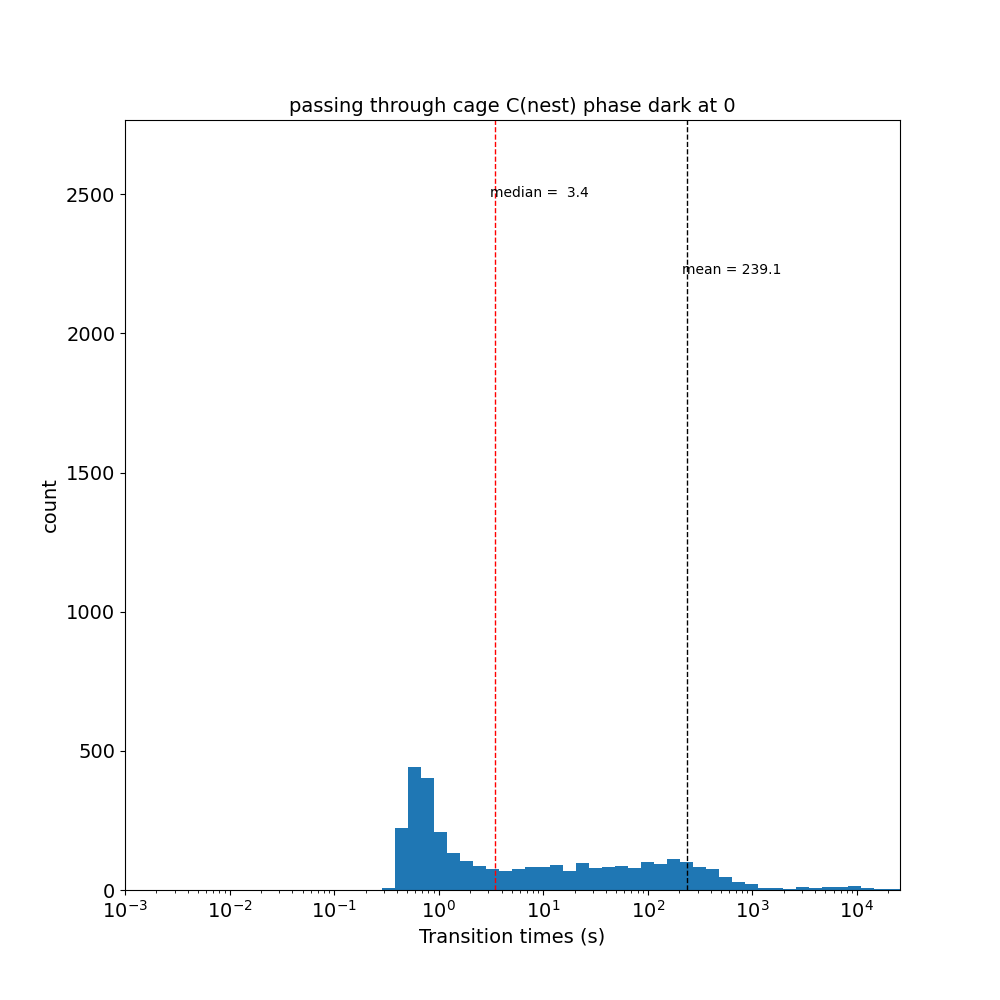 passing through cage C(nest) phase dark at 0
2500
median =  3.4
mean = 239.1
2000
1500
count
1000
500
0
10⁻³ 10⁻² 10⁻¹ 10⁰ 10¹ 10² 10³ 10⁴
Transition times (s)